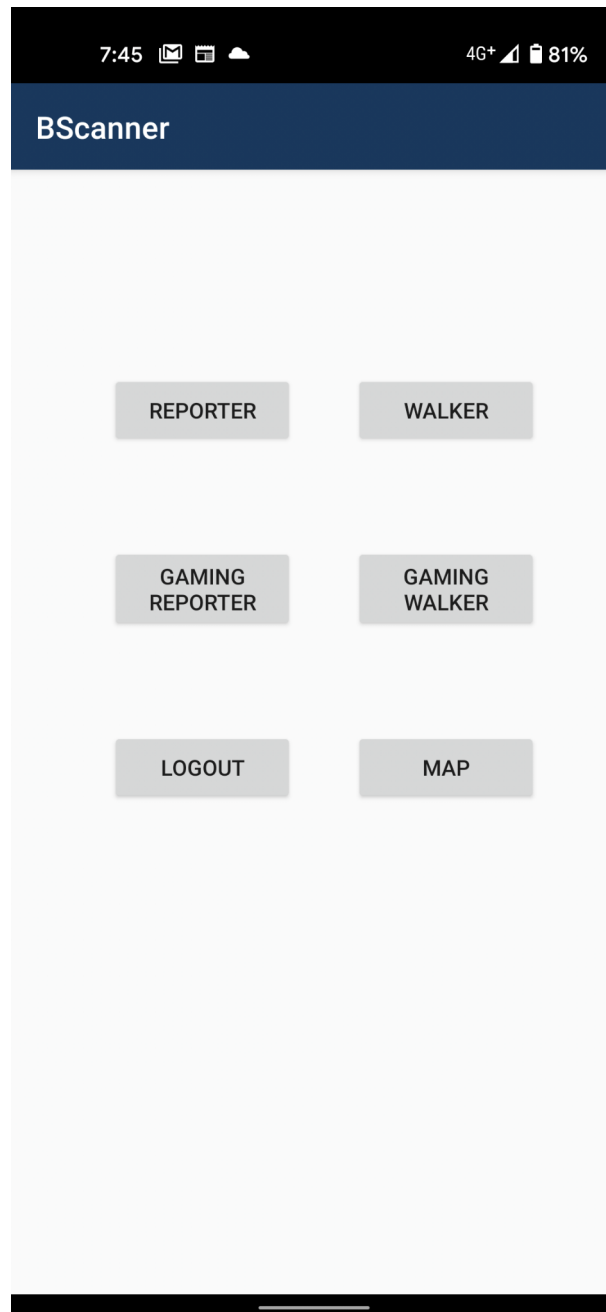 7:45 4G+ 81%
BScanner
REPORTER WALKER
GAMING GAMING
REPORTER WALKER
LOGOUT MAP